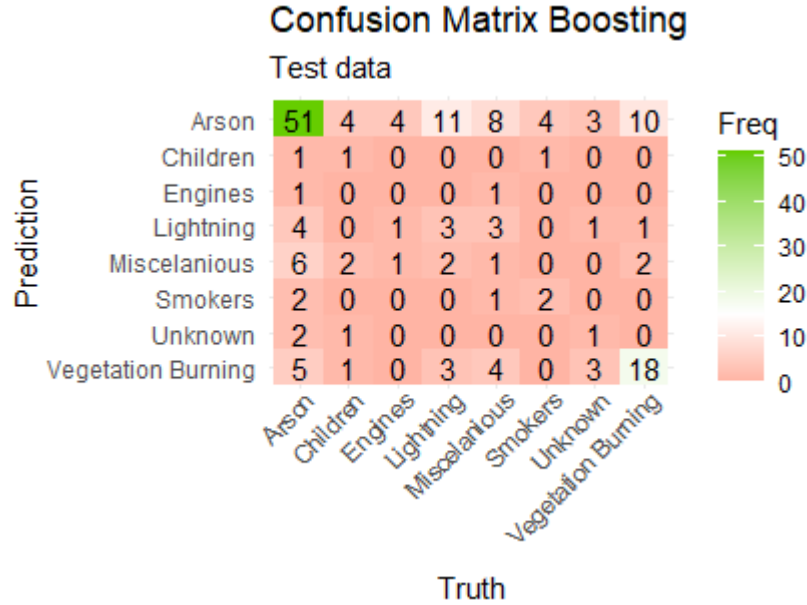 Confusion Matrix Boosting
Test data
Prediction
Arson 51 4 4 11 8 4 3 10
Children 1 1 0 0 0 1 0 0
Engines 1 0 0 0 1 0 0 0
Lightning 4 0 1 3 3 0 1 1
Miscelanious 6 2 1 2 1 0 0 2
Smokers 2 0 0 0 1 2 0 0
Unknown 2 1 0 0 0 0 1 0
Vegetation Burning 5 1 0 3 4 0 3 18
Arson Children Engines Lightning Miscelanious Smokers Unknown Vegetation Burning
Truth
Freq
50
40
30
20
10
0